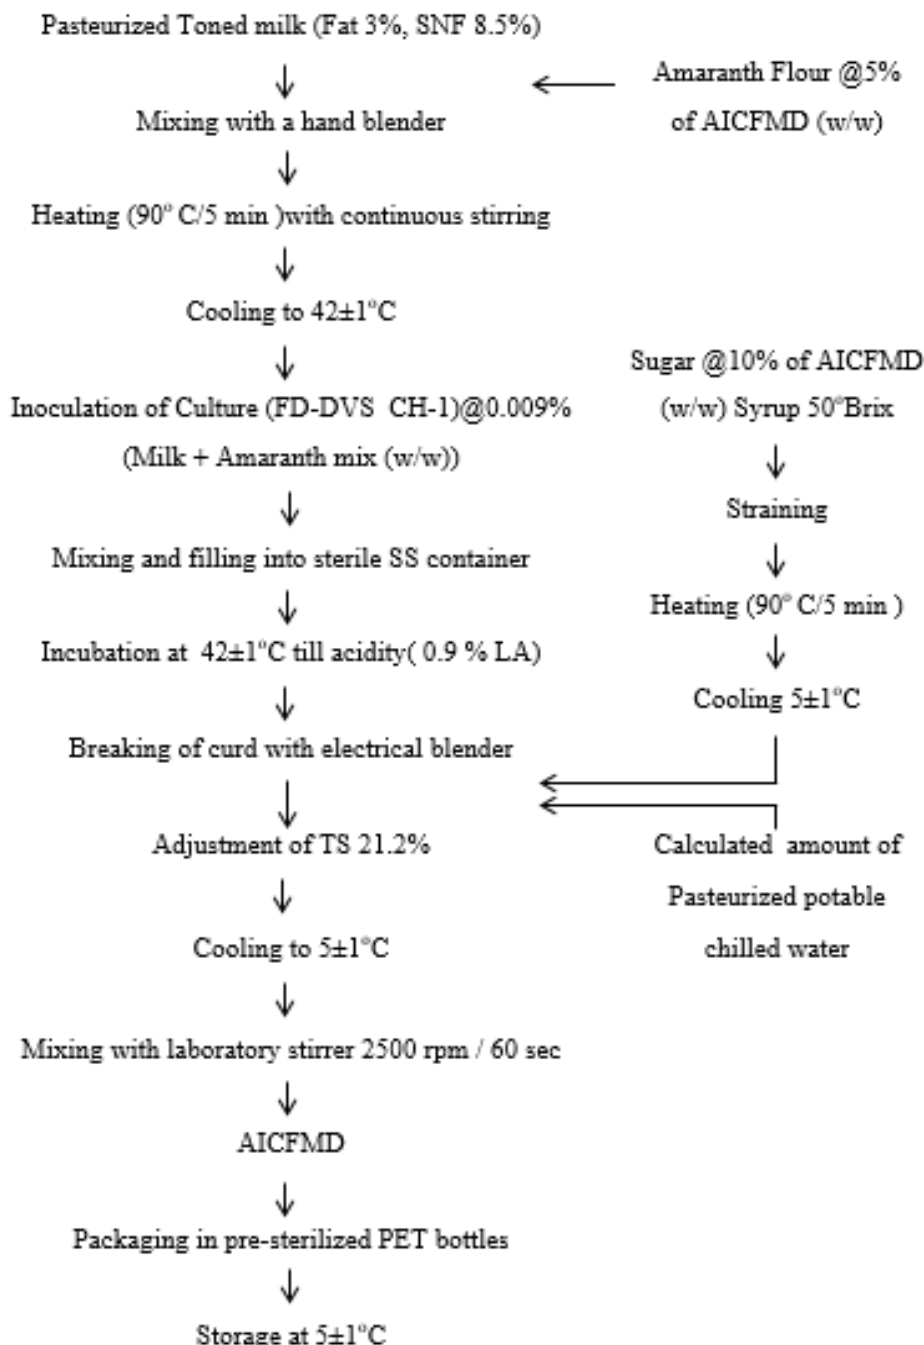 Pasteurized Toned milk (Fat 3%, SNF 8.5%)
Amaranth Flour @5%
of AICFMD (w/w)
Mixing with a hand blender
Heating (90° C/5 min )with continuous stirring
Cooling to 42±1°C
Inoculation of Culture (FD-DVS CH-1)@0.009%
(Milk + Amaranth mix (w/w))
Mixing and filling into sterile SS container
Incubation at 42±1°C till acidity( 0.9 % LA)
Breaking of curd with electrical blender
Sugar @10% of AICFMD
(w/w) Syrup 50°Brix
Straining
Heating (90° C/5 min )
Cooling 5±1°C
Calculated amount of
Pasteurized potable
chilled water
Adjustment of TS 21.2%
Cooling to 5±1°C
Mixing with laboratory stirrer 2500 rpm / 60 sec
AICFMD
Packaging in pre-sterilized PET bottles
Storage at 5±1°C